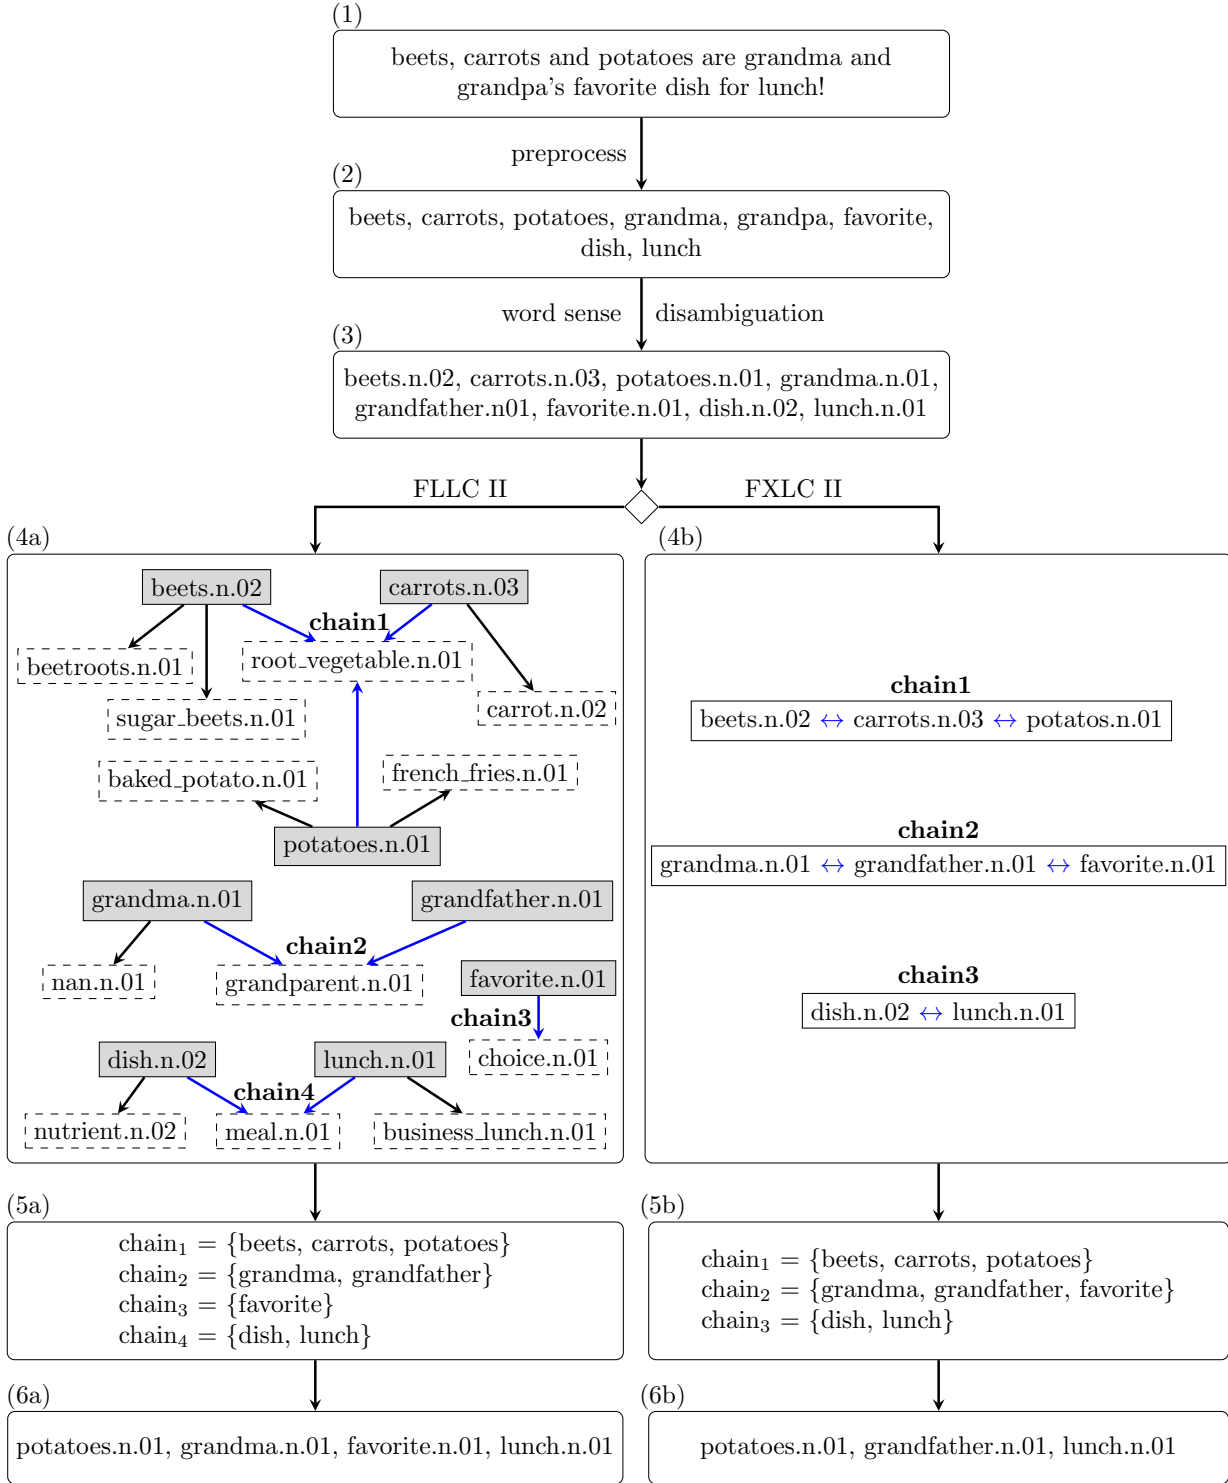 (1)
beets, carrots and potatoes are grandma and
grandpa's favorite dish for lunch!
preprocess
(2)
beets, carrots, potatoes, grandma, grandpa, favorite,
dish, lunch
word sense disambiguation
(3)
beets.n.02, carrots.n.03, potatoes.n.01, grandma.n.01,
grandfather.n01, favorite.n.01, dish.n.02, lunch.n.01
FLLC II
FXLC II
(4a)
beets.n.02
carrots.n.03
chain1
beetroots.n.01
root_vegetable.n.01
sugar_beets.n.01
carrot.n.02
baked_potato.n.01
french_fries.n.01
potatoes.n.01
grandma.n.01
grandfather.n.01
chain2
nan.n.01
grandparent.n.01
favorite.n.01
chain3
choice.n.01
dish.n.02
lunch.n.01
chain4
nutrient.n.02
meal.n.01
business_lunch.n.01
(4b)
chain1
beets.n.02 ↔ carrots.n.03 ↔ potatos.n.01
chain2
grandma.n.01 ↔ grandfather.n.01 ↔ favorite.n.01
chain3
dish.n.02 ↔ lunch.n.01
(5a)
chain₁ = {beets, carrots, potatoes}
chain₂ = {grandma, grandfather}
chain₃ = {favorite}
chain₄ = {dish, lunch}
(5b)
chain₁ = {beets, carrots, potatoes}
chain₂ = {grandma, grandfather, favorite}
chain₃ = {dish, lunch}
(6a)
potatoes.n.01, grandma.n.01, favorite.n.01, lunch.n.01
(6b)
potatoes.n.01, grandfather.n.01, lunch.n.01